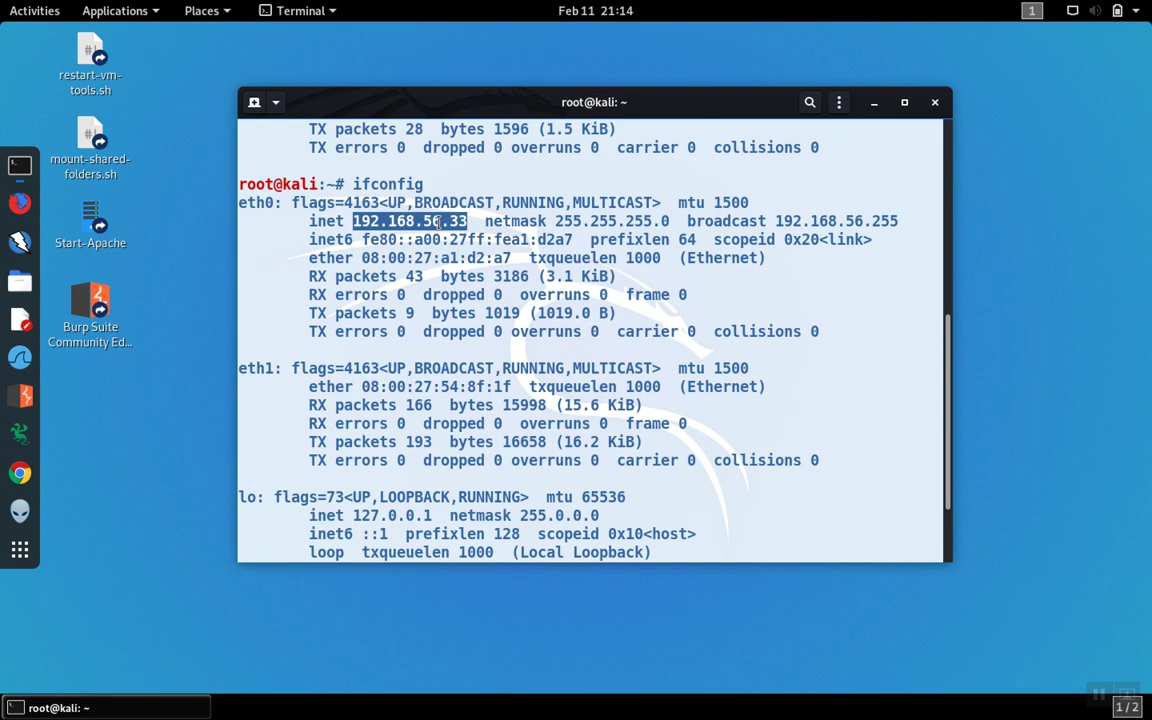 Activities Applications Places Terminal Feb 11 21:14 1
restart-vm-
tools.sh
mount-shared-
folders.sh
Start-Apache
Burp Suite
Community Ed...
root@kali: ~
TX packets 28 bytes 1596 (1.5 KiB)
TX errors 0 dropped 0 overruns 0 carrier 0 collisions 0
root@kali:~# ifconfig
eth0: flags=4163<UP,BROADCAST,RUNNING,MULTICAST> mtu 1500
inet 192.168.56.33 netmask 255.255.255.0 broadcast 192.168.56.255
inet6 fe80::a00:27ff:fea1:d2a7 prefixlen 64 scopeid 0x20<link>
ether 08:00:27:a1:d2:a7 txqueuelen 1000 (Ethernet)
RX packets 43 bytes 3186 (3.1 KiB)
RX errors 0 dropped 0 overruns 0 frame 0
TX packets 9 bytes 1019 (1019.0 B)
TX errors 0 dropped 0 overruns 0 carrier 0 collisions 0
eth1: flags=4163<UP,BROADCAST,RUNNING,MULTICAST> mtu 1500
ether 08:00:27:54:8f:1f txqueuelen 1000 (Ethernet)
RX packets 166 bytes 15998 (15.6 KiB)
RX errors 0 dropped 0 overruns 0 frame 0
TX packets 193 bytes 16658 (16.2 KiB)
TX errors 0 dropped 0 overruns 0 carrier 0 collisions 0
lo: flags=73<UP,LOOPBACK,RUNNING> mtu 65536
inet 127.0.0.1 netmask 255.0.0.0
inet6 ::1 prefixlen 128 scopeid 0x10<host>
loop txqueuelen 1000 (Local Loopback)
root@kali: ~
1 / 2